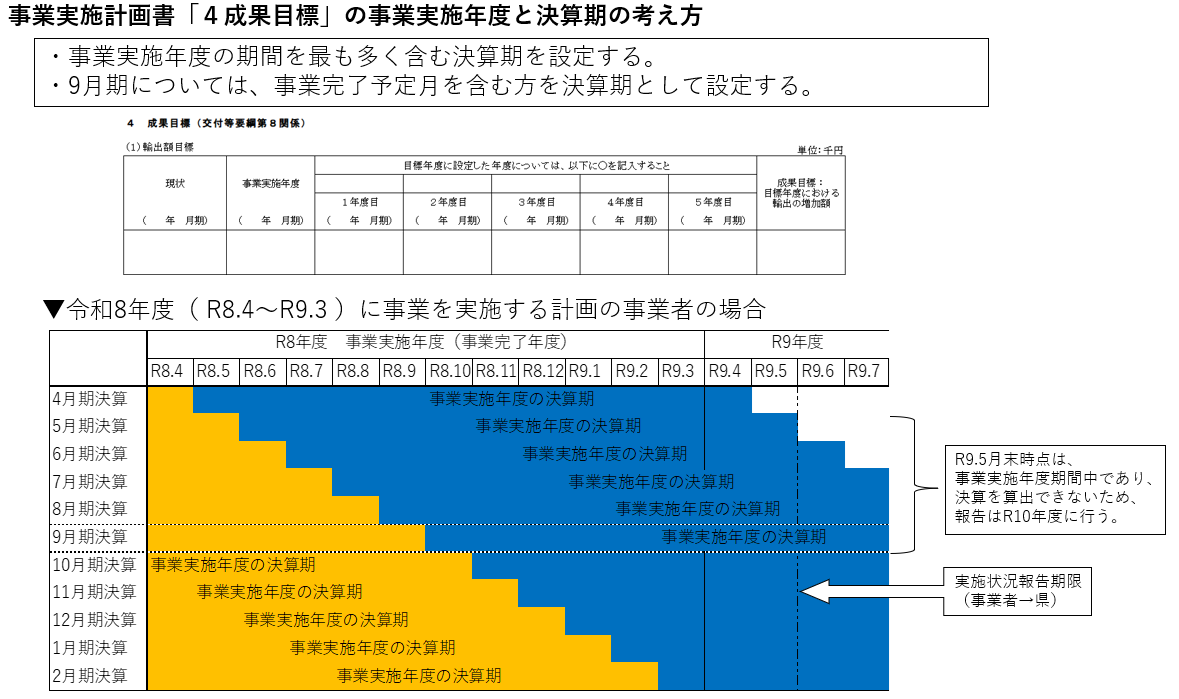 事業実施計画書「４成果目標」の事業実施年度と決算期の考え方
・事業実施年度の期間を最も多く含む決算期を設定する。
・9月期については、事業完了予定月を含む方を決算期として設定する。
４　成果目標（交付等要綱第８関係）
(1)輸出額目標
単位：千円
目標年度に設定した年度については、以下に○を記入すること
現状
事業実施年度
成果目標：
目標年度における
輸出の増加額
１年度目 ２年度目 ３年度目 ４年度目 ５年度目
（　年　月期） （　年　月期） （　年　月期） （　年　月期） （　年　月期） （　年　月期） （　年　月期）
▼令和8年度（ R8.4～R9.3 ）に事業を実施する計画の事業者の場合
R8年度　事業実施年度（事業完了年度） R9年度
R8.4 R8.5 R8.6 R8.7 R8.8 R8.9 R8.10 R8.11 R8.12 R9.1 R9.2 R9.3 R9.4 R9.5 R9.6 R9.7
4月期決算 事業実施年度の決算期
5月期決算 事業実施年度の決算期
6月期決算 事業実施年度の決算期
7月期決算 事業実施年度の決算期
8月期決算 事業実施年度の決算期
9月期決算 事業実施年度の決算期
10月期決算 事業実施年度の決算期
11月期決算 事業実施年度の決算期
12月期決算 事業実施年度の決算期
1月期決算 事業実施年度の決算期
2月期決算 事業実施年度の決算期
R9.5月末時点は、
事業実施年度期間中であり、
決算を算出できないため、
報告はR10年度に行う。
実施状況報告期限
（事業者→県）